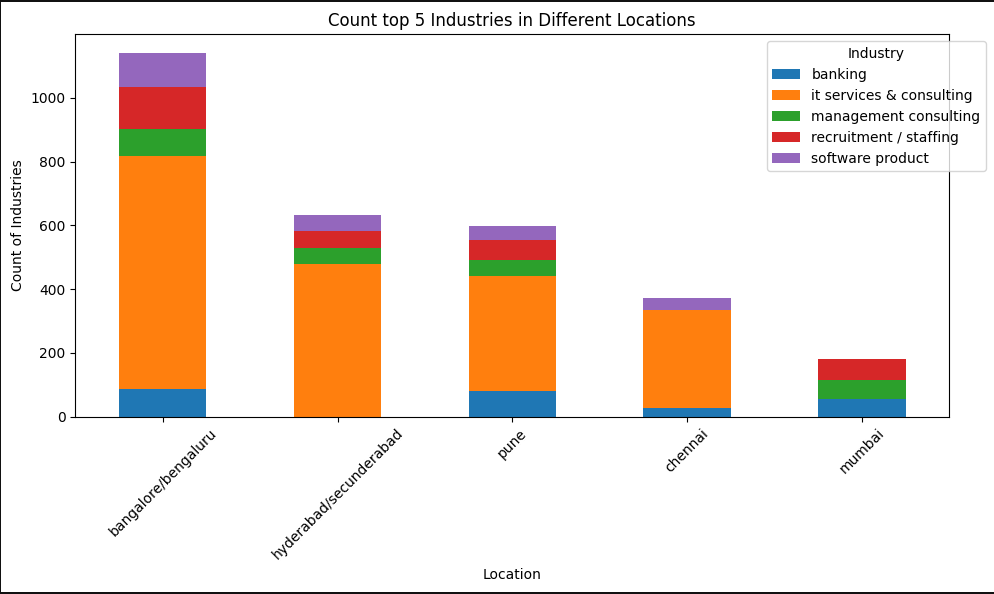 Count top 5 Industries in Different Locations
Industry
banking
it services & consulting
management consulting
recruitment / staffing
software product
Count of Industries
1000
800
600
400
200
0
bangalore/bengaluru
hyderabad/secunderabad
pune
chennai
mumbai
Location